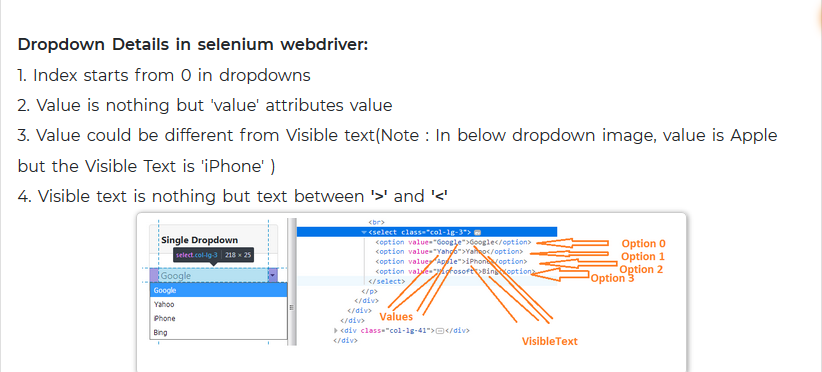 Dropdown Details in selenium webdriver:
1. Index starts from 0 in dropdowns
2. Value is nothing but 'value' attributes value
3. Value could be different from Visible text(Note : In below dropdown image, value is Apple
but the Visible Text is 'iPhone' )
4. Visible text is nothing but text between '>' and '<'
Single Dropdown
select.col-lg-3 | 218 × 25
Google
Google
Yahoo
iPhone
Bing
<br>
<select class="col-lg-3">
<option value="Google">Google</option>
<option value="Yahoo">Yahoo</option>
<option value="Apple">iPhone</option>
<option value="Microsoft">Bing</option>
</select>
</p>
</div>
</div>
</div>
<div class="col-lg-41"></div>
</div>
Option 0
Option 1
Option 2
Option 3
Values
VisibleText